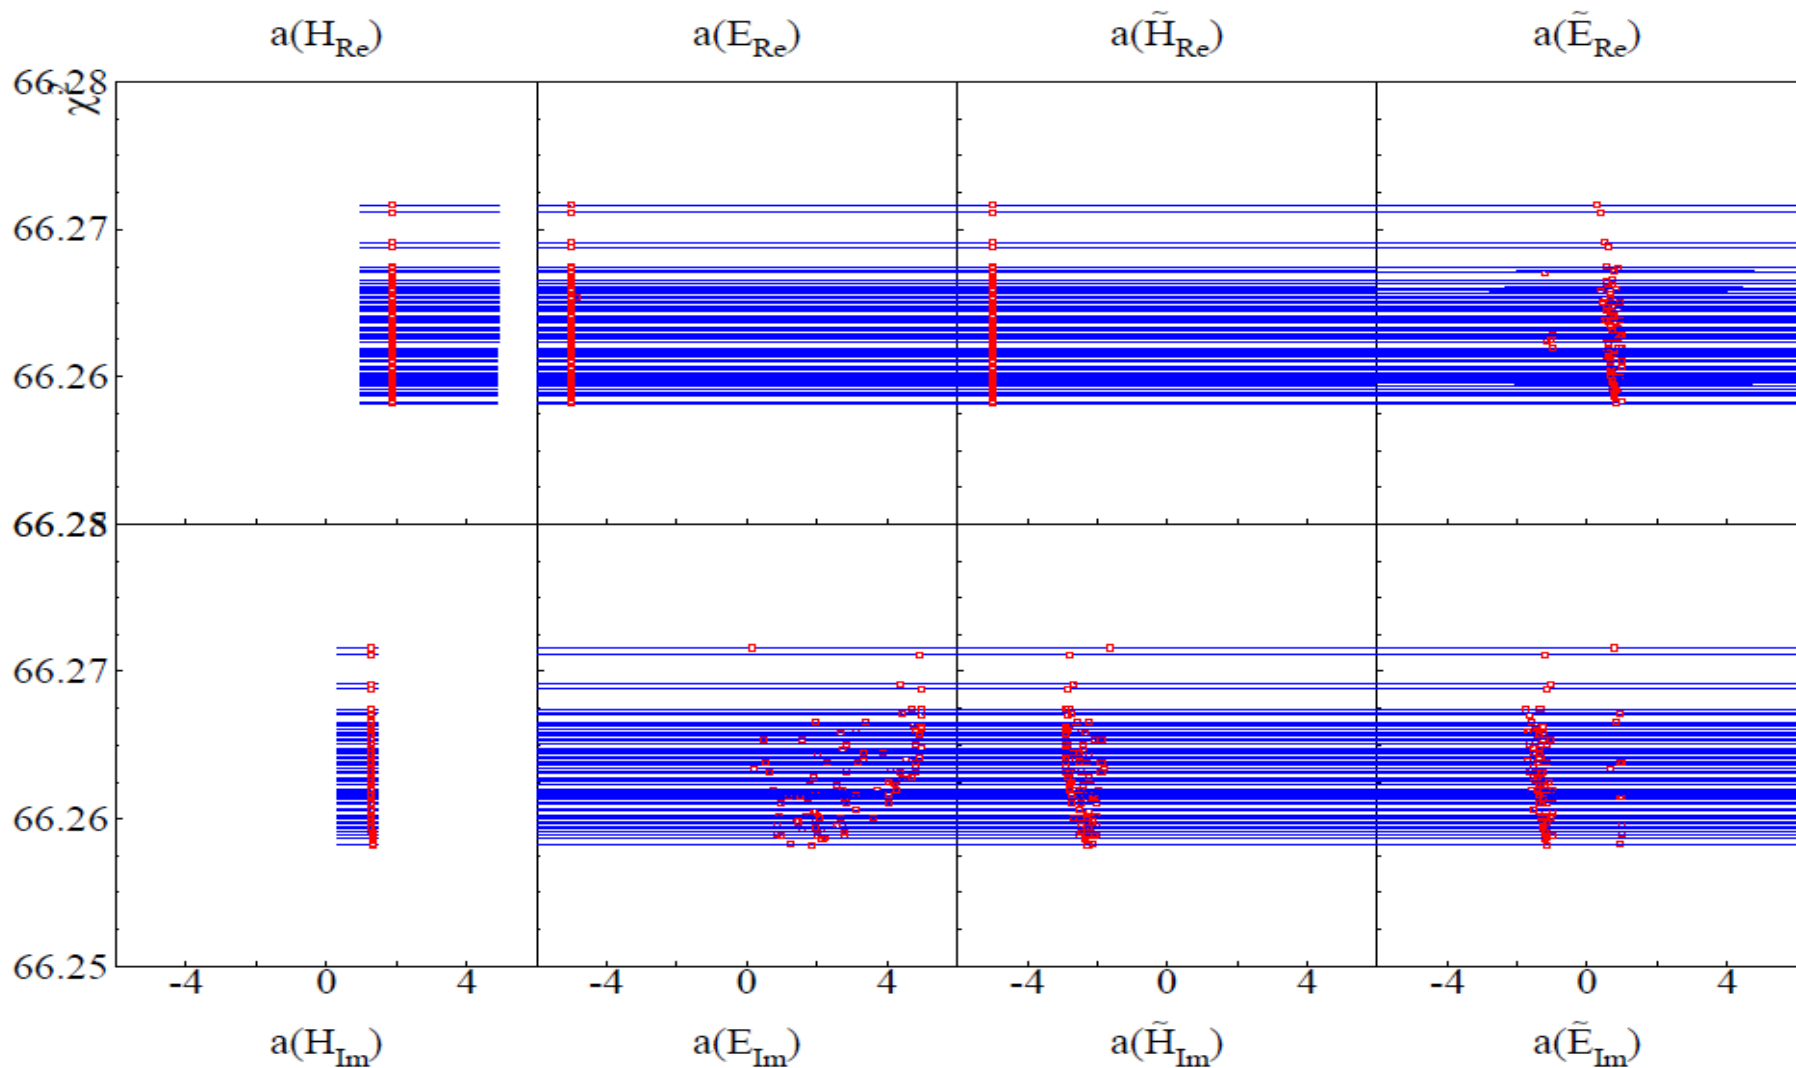 a(H_Re) a(E_Re) a(H̃_Re) a(Ẽ_Re)
66.28
χ²
66.27
66.26
66.28
66.27
66.26
66.25
-4 0 4 -4 0 4 -4 0 4 -4 0 4
a(H_Im) a(E_Im) a(H̃_Im) a(Ẽ_Im)